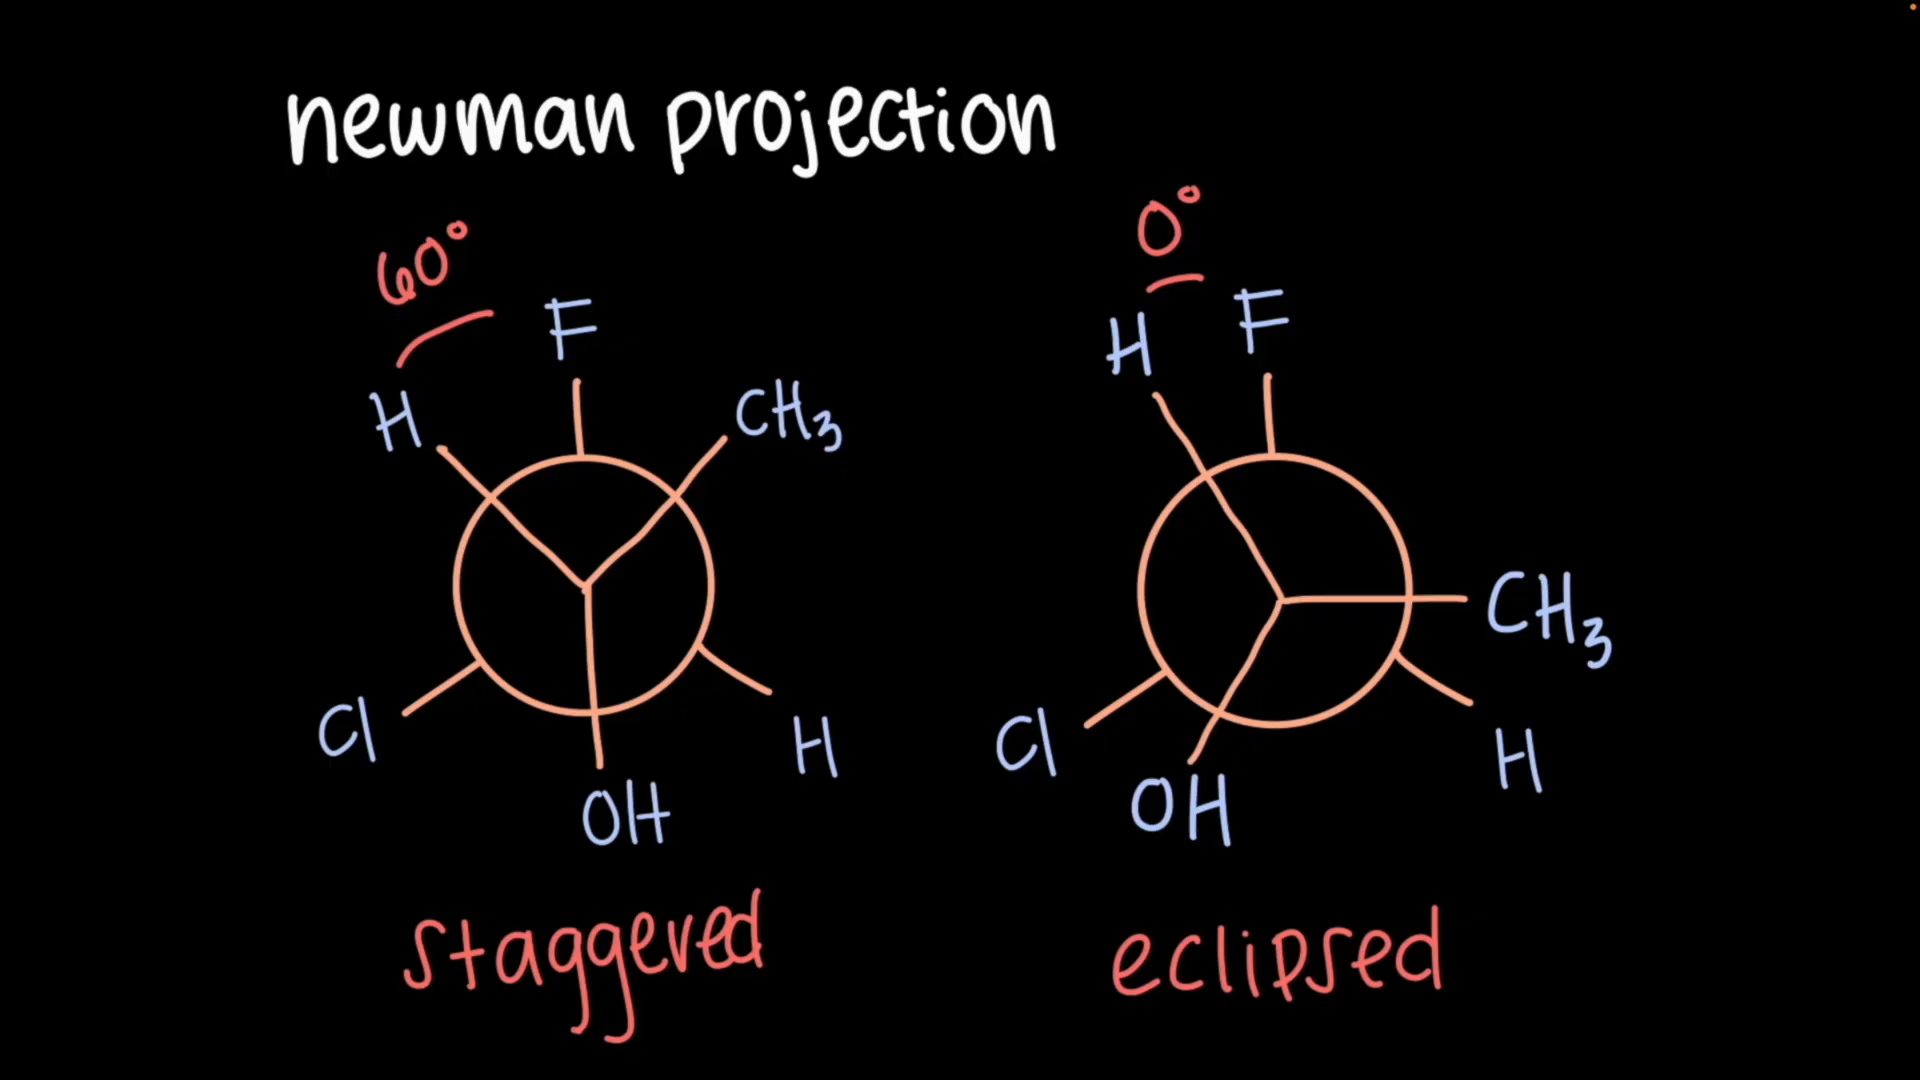 newman projection
60°
0°
F
F
H
H
CH₃
CH₃
Cl
Cl
H
H
OH
OH
staggered
eclipsed